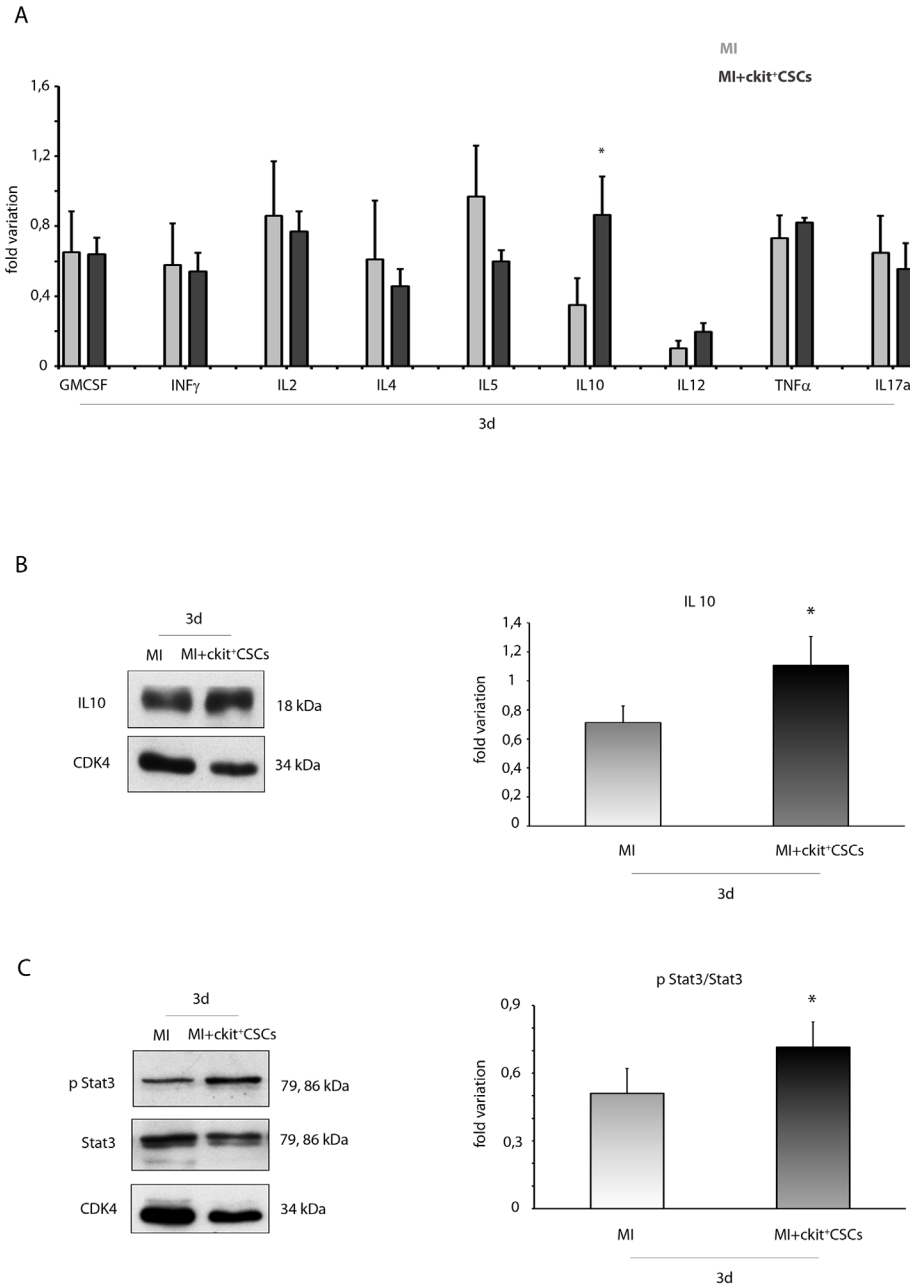 A
MI
MI+ckit⁺CSCs
1,6
1,2
0,8
0,4
0
fold variation
*
GMCSF INFγ IL2 IL4 IL5 IL10 IL12 TNFα IL17a
3d
B
3d
MI MI+ckit⁺CSCs
IL10 18 kDa
CDK4 34 kDa
IL 10
*
1,4
1,2
1
0,8
0,6
0,4
0,2
0
fold variation
MI MI+ckit⁺CSCs
3d
C
3d
MI MI+ckit⁺CSCs
p Stat3 79, 86 kDa
Stat3 79, 86 kDa
CDK4 34 kDa
p Stat3/Stat3
*
0,9
0,6
0,3
0
fold variation
MI MI+ckit⁺CSCs
3d